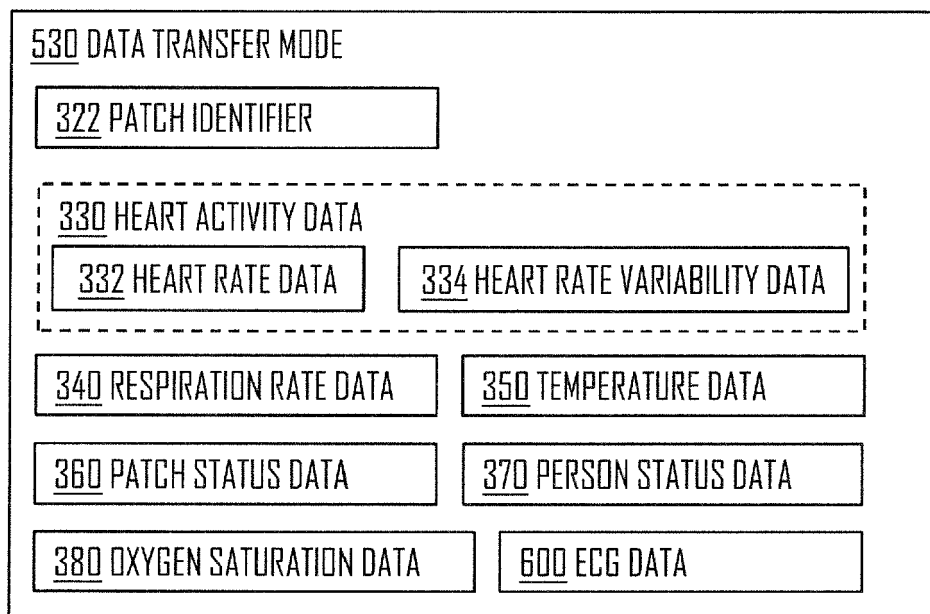 530 DATA TRANSFER MODE
322 PATCH IDENTIFIER
330 HEART ACTIVITY DATA
332 HEART RATE DATA
334 HEART RATE VARIABILITY DATA
340 RESPIRATION RATE DATA
350 TEMPERATURE DATA
360 PATCH STATUS DATA
370 PERSON STATUS DATA
380 OXYGEN SATURATION DATA
600 ECG DATA